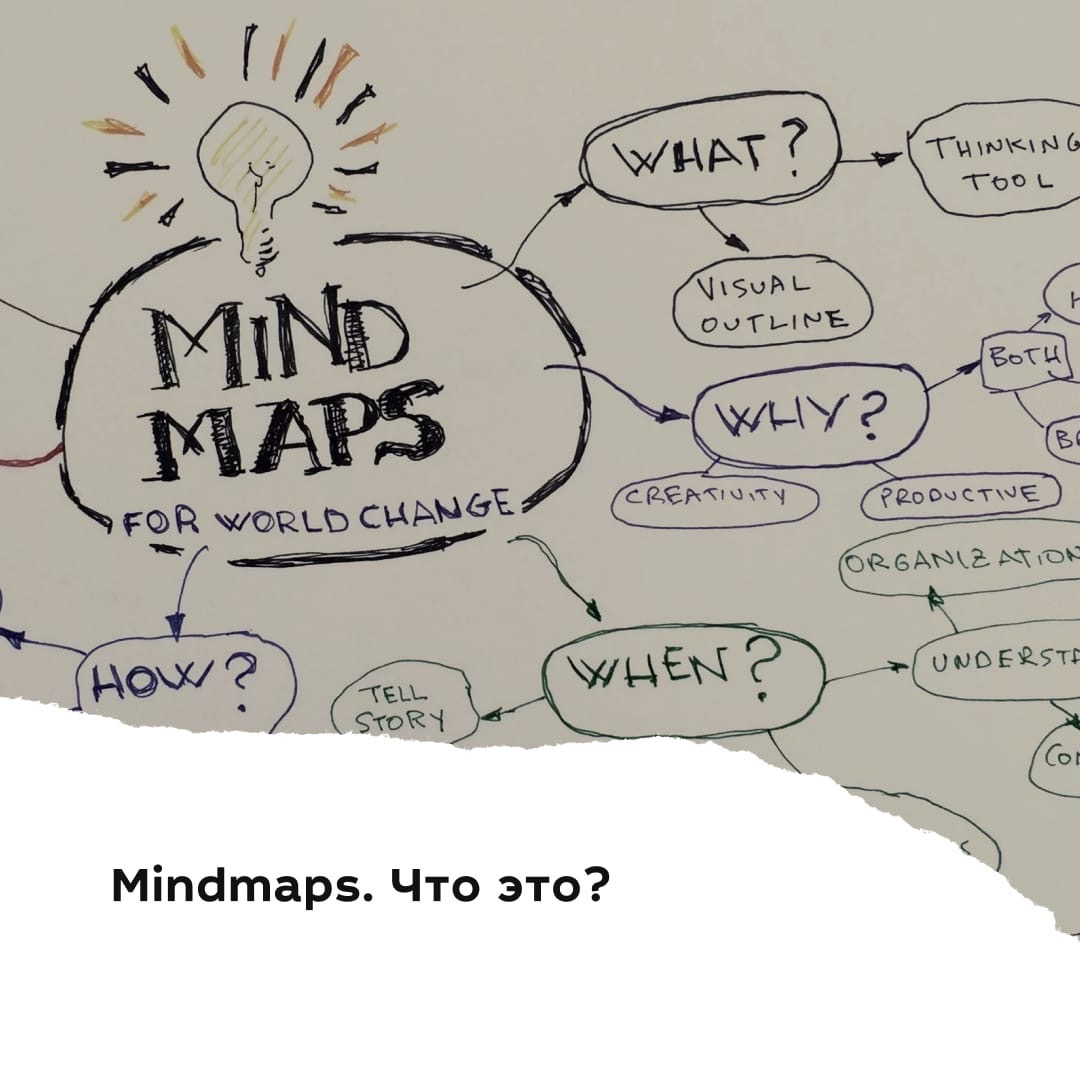 MIND
MAPS
FOR WORLD CHANGE
WHAT?
THINKING
TOOL
VISUAL
OUTLINE
WHY?
BOTH
CREATIVITY
PRODUCTIVE
HOW?
WHEN?
TELL
STORY
ORGANIZATION
Mindmaps. Что это?